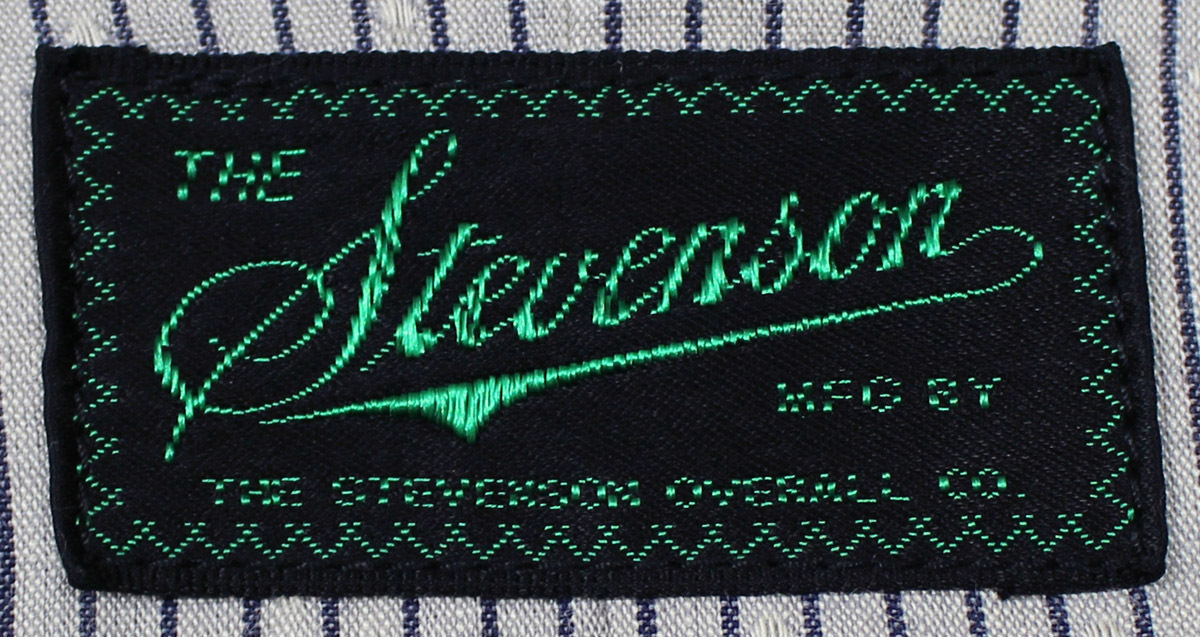 THE
Stevenson
MFG BY
THE STEVENSON OVERALL CO.